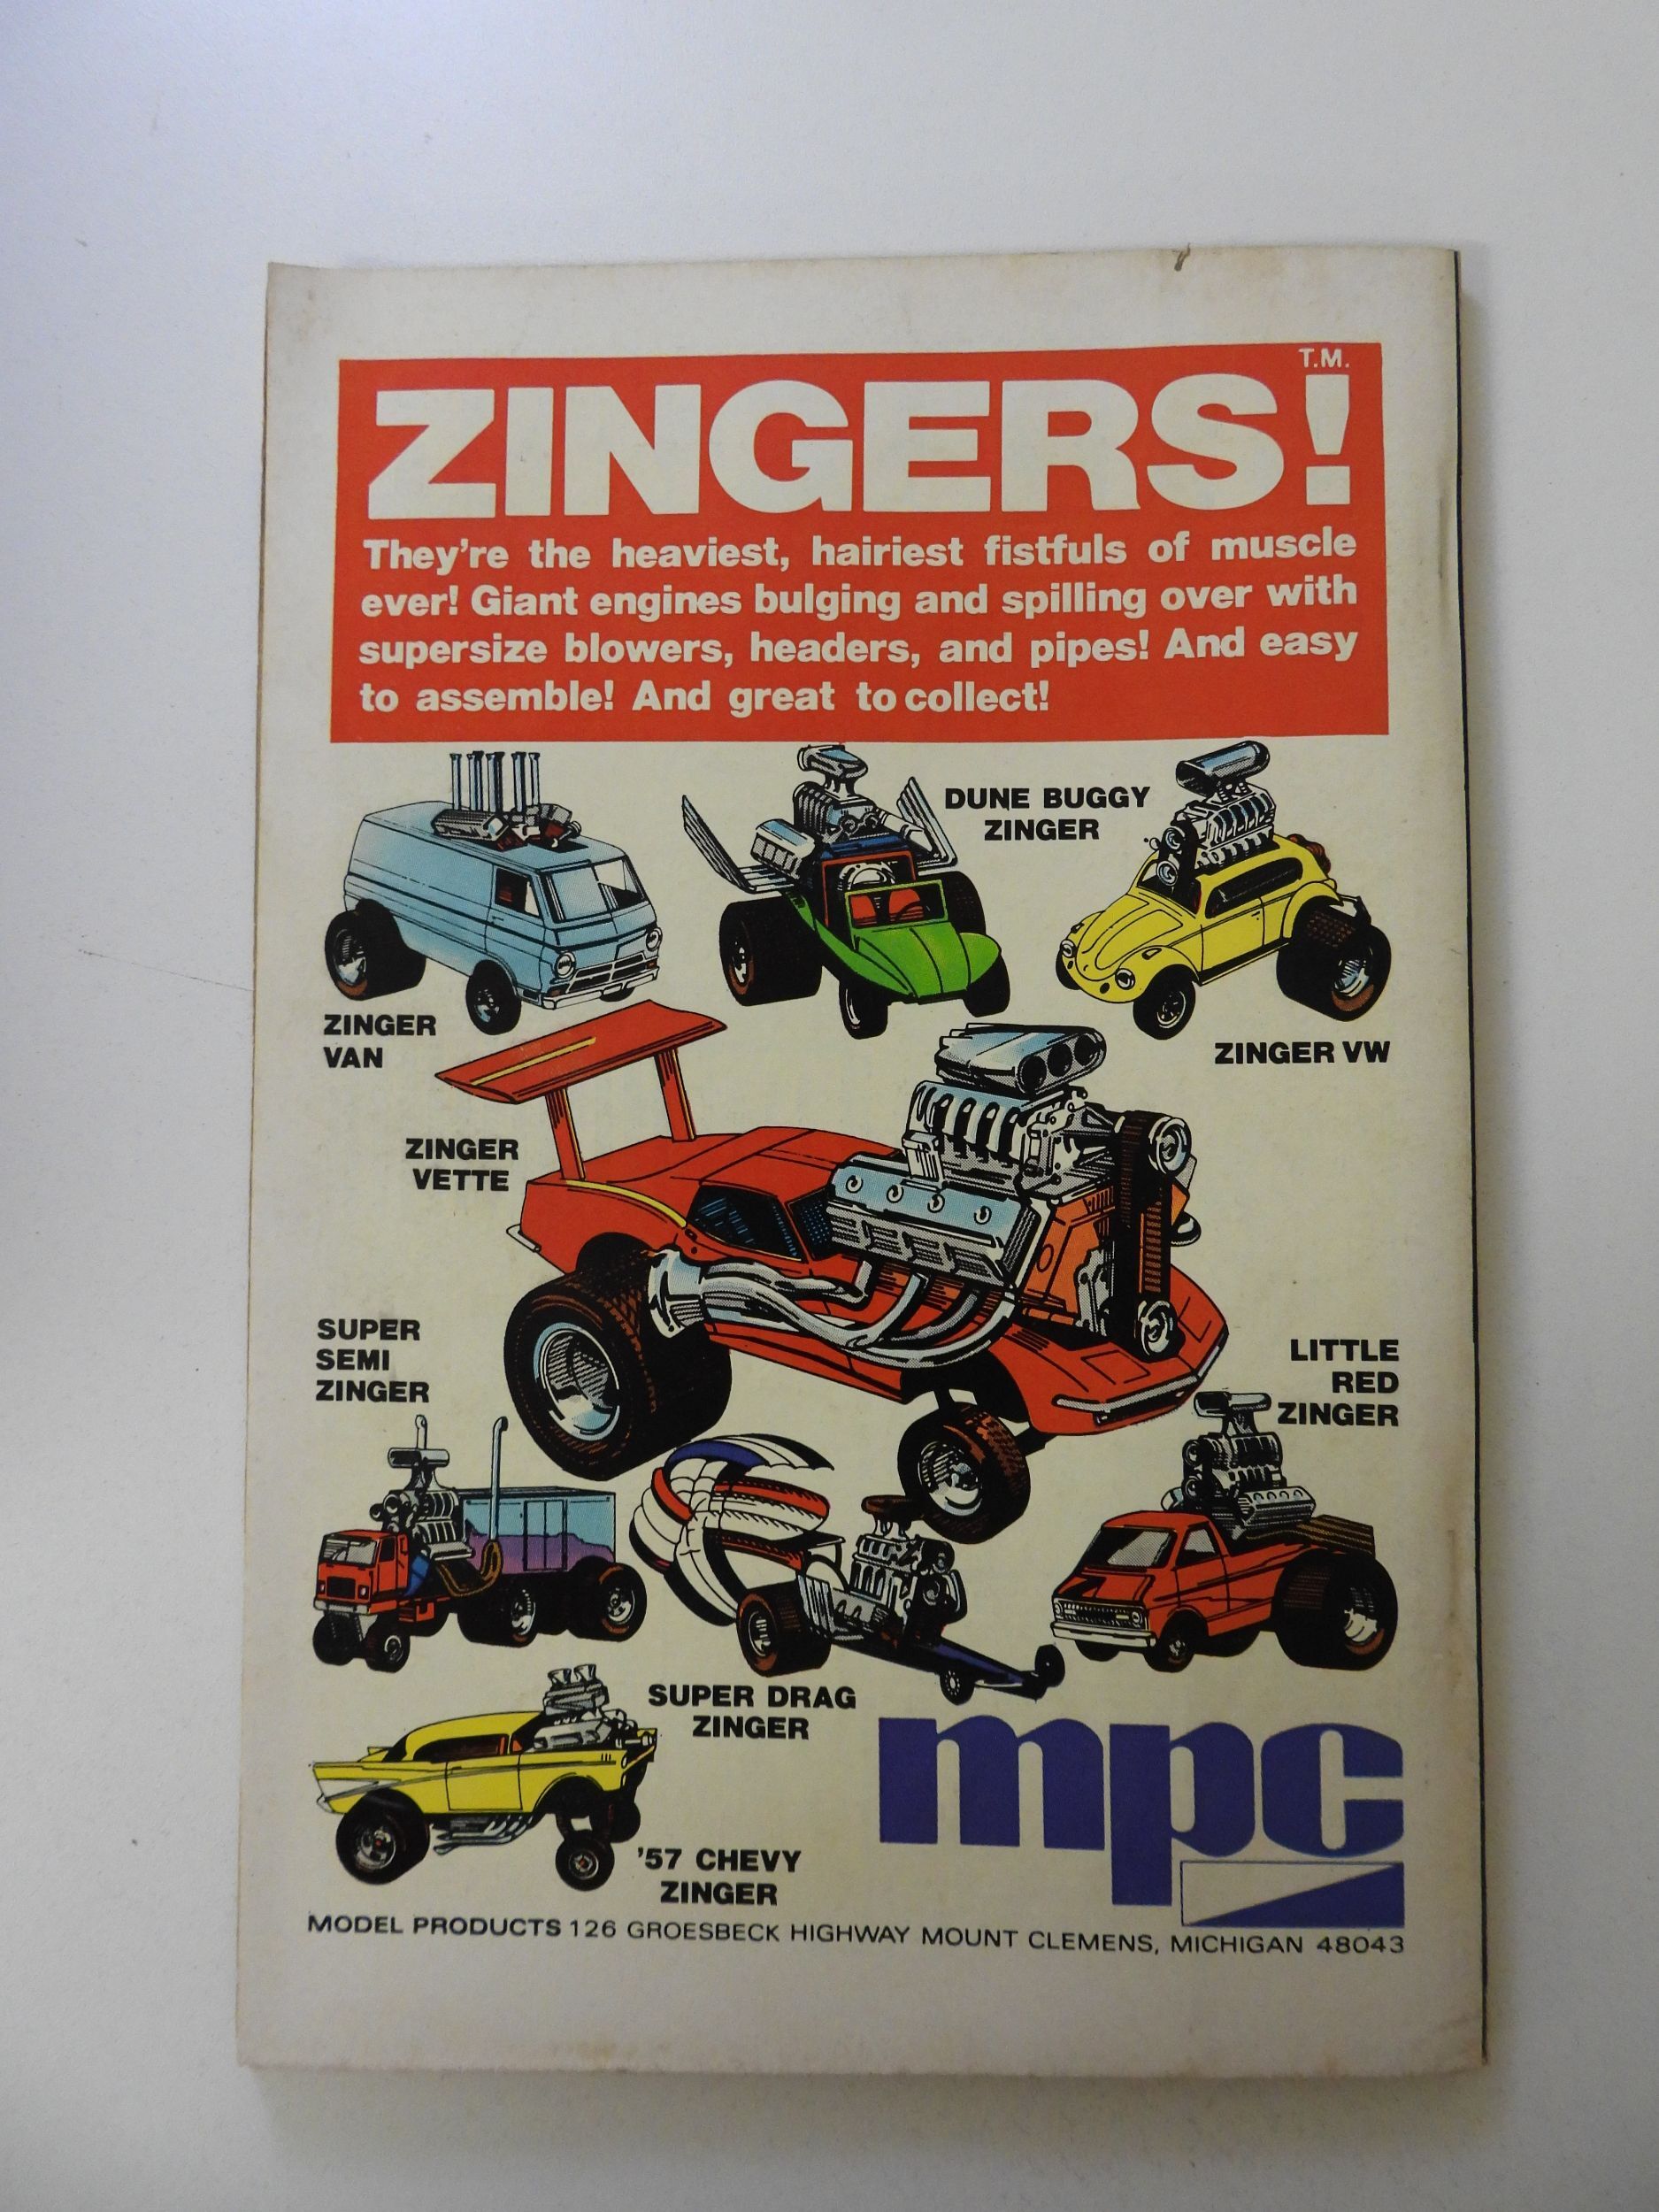 T.M.
ZINGERS!
They're the heaviest, hairiest fistfuls of muscle
ever! Giant engines bulging and spilling over with
supersize blowers, headers, and pipes! And easy
to assemble! And great to collect!
DUNE BUGGY
ZINGER
ZINGER
VAN
ZINGER VW
ZINGER
VETTE
SUPER
SEMI
ZINGER
LITTLE
RED
ZINGER
SUPER DRAG
ZINGER
mpc
'57 CHEVY
ZINGER
MODEL PRODUCTS 126 GROESBECK HIGHWAY MOUNT CLEMENS, MICHIGAN 48043